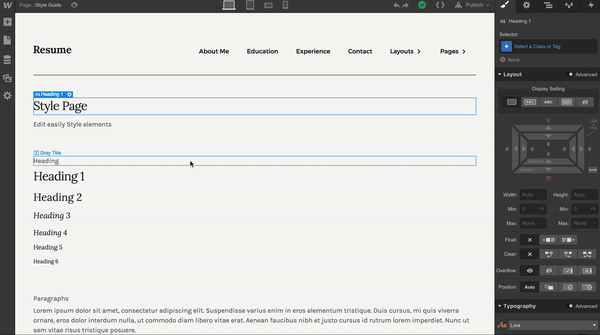 Page: /Style Guide
Publish
H1 Heading 1
Selector:
Select a Class or Tag
None
Layout
Advanced
Display Setting
Resume
About Me Education Experience Contact Layouts Pages
H1 Heading 1
Style Page
Edit easily Style elements
Gray Title
Heading
Heading 1
Heading 2
Heading 3
Heading 4
Heading 5
Heading 6
Paragraphs
Lorem ipsum dolor sit amet, consectetur adipiscing elit. Suspendisse varius enim in eros elementum tristique. Duis cursus, mi quis viverra
ornare, eros dolor interdum nulla, ut commodo diam libero vitae erat. Aenean faucibus nibh et justo cursus id rutrum lorem imperdiet. Nunc ut
sem vitae risus tristique posuere.
Width: Auto Height: Auto
Min: 0 PX Min: 0 PX
Max: None Max: None
Float:
Clear:
Overflow:
Position: Auto
Typography
Advanced
Lora